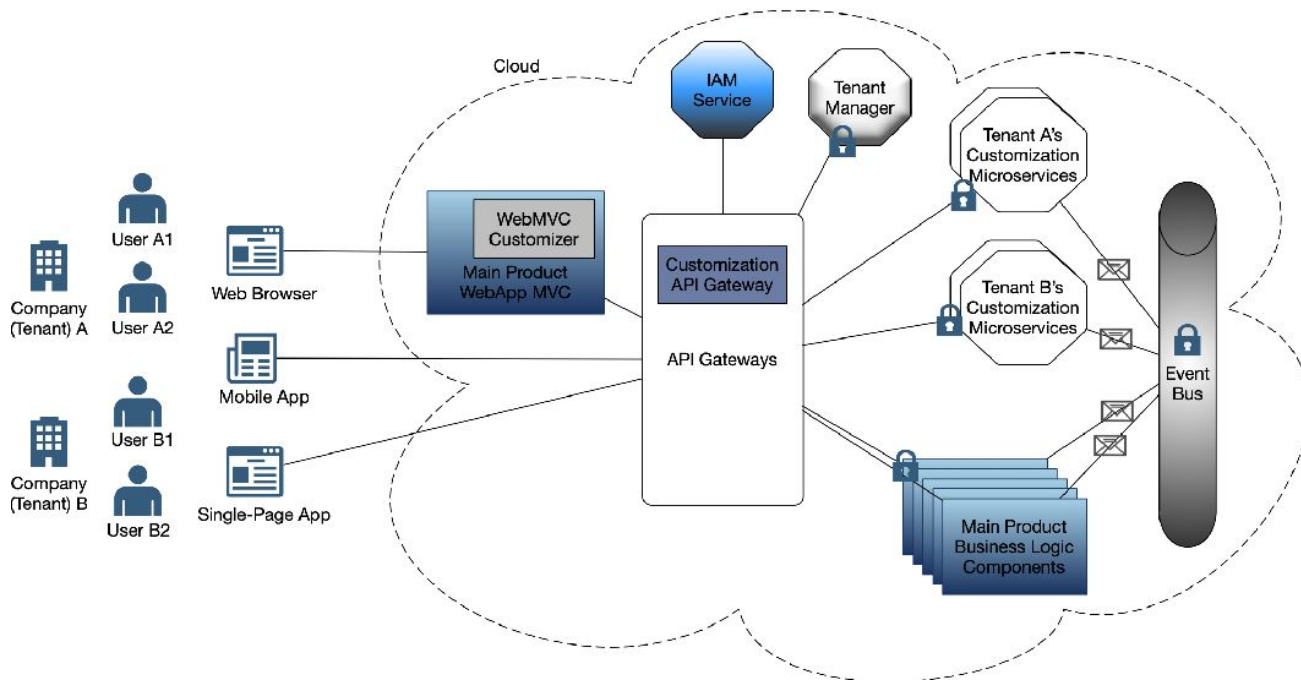 Cloud
IAM
Service
Tenant
Manager
Tenant A's
Customization
Microservices
User A1
WebMVC
Customizer
Main Product
WebApp MVC
Customization
API Gateway
Company
(Tenant) A
User A2
Web Browser
Tenant B's
Customization
Microservices
API Gateways
Event
Bus
Mobile App
User B1
Company
(Tenant) B
User B2
Single-Page App
Main Product
Business Logic
Components